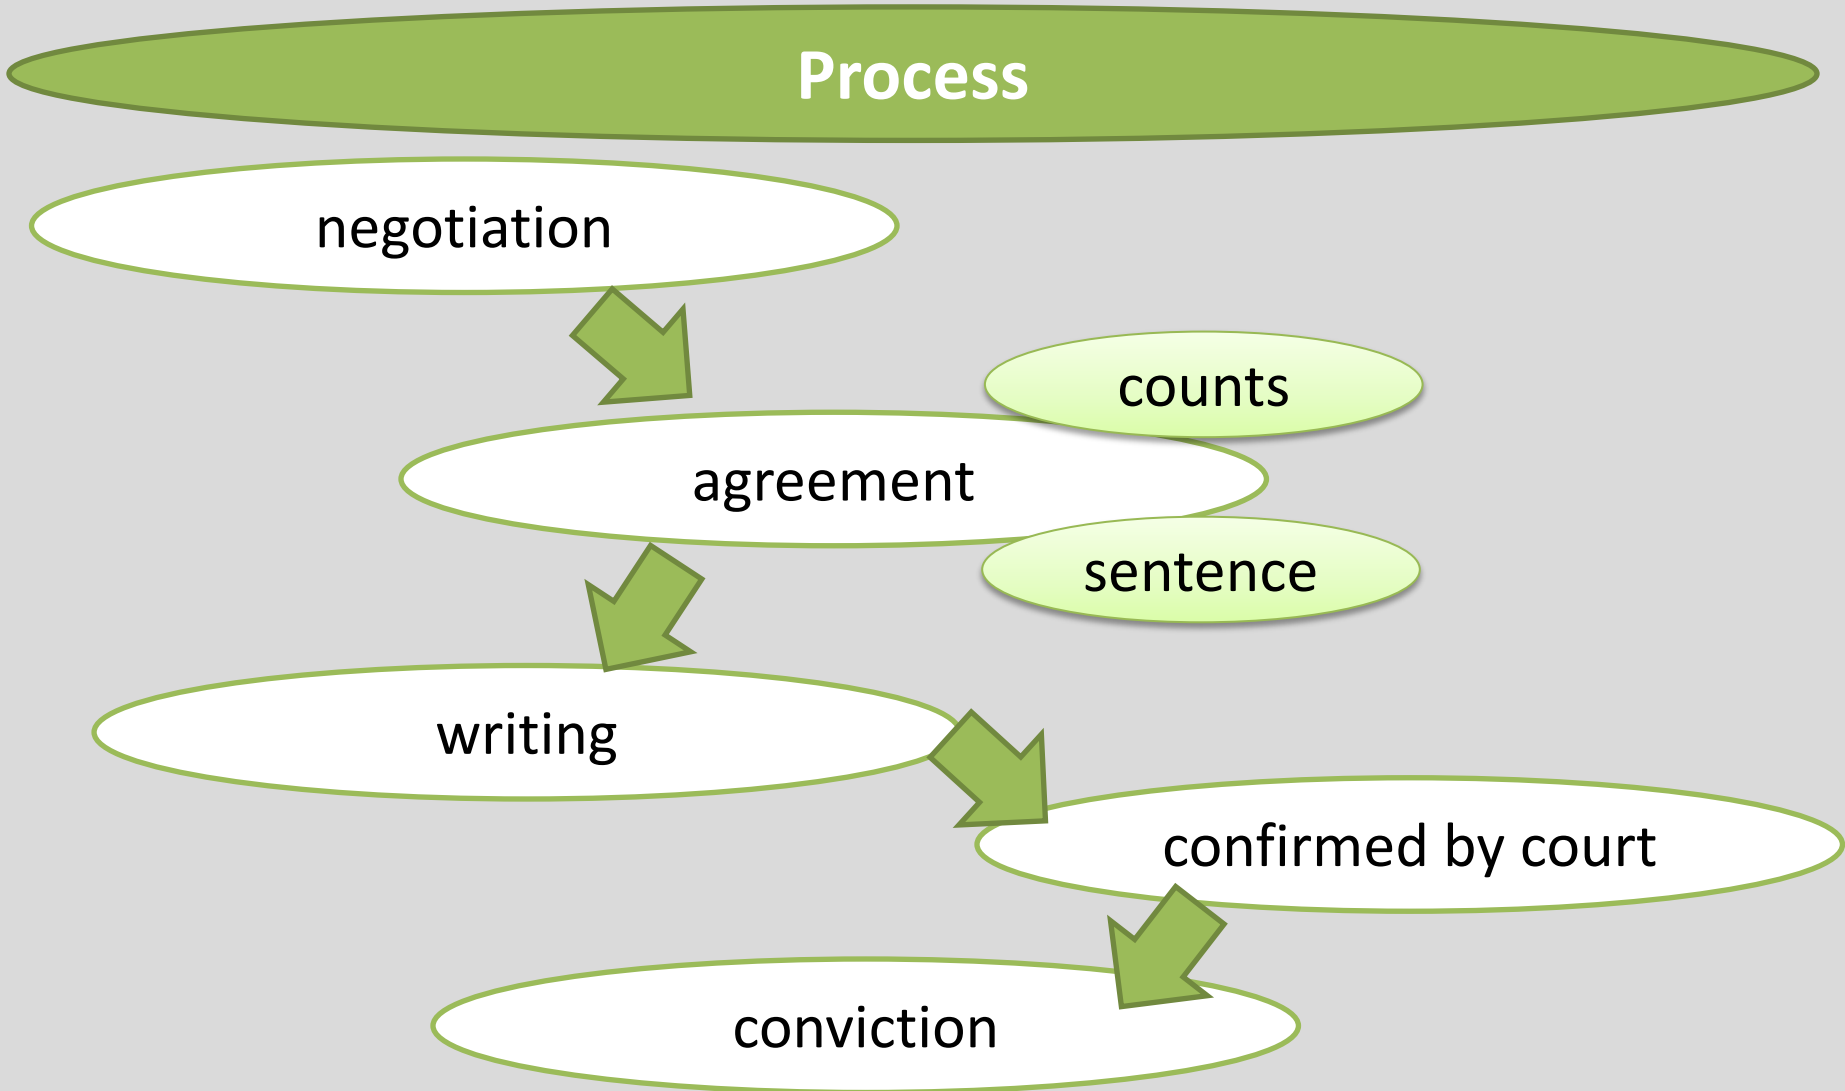 Process
negotiation
counts
agreement
sentence
writing
confirmed by court
conviction